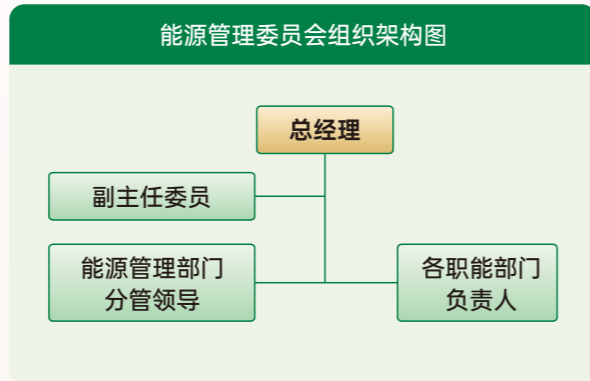 能源管理委员会组织架构图
总经理
副主任委员
能源管理部门
分管领导
各职能部门
负责人